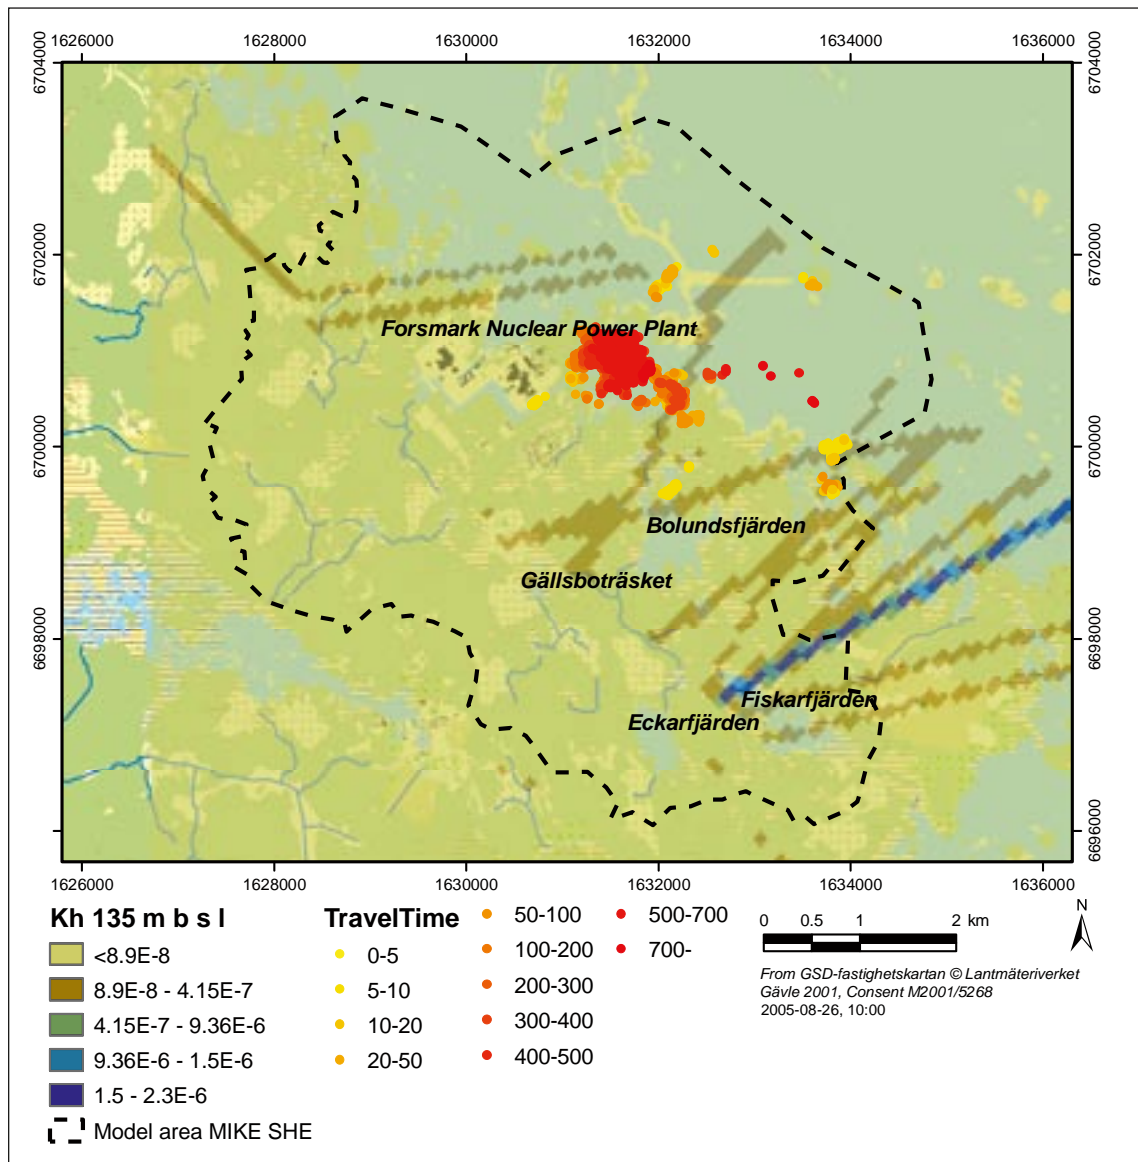 1626000 1628000 1630000 1632000 1634000 1636000
6704000 6704000
6702000 6702000
Forsmark Nuclear Power Plant
6700000 6700000
Bolundsfjärden
Gällsboträsket
6698000 6698000
Fiskarfjärden
Eckarfjärden
6696000
1626000 1628000 1630000 1632000 1634000 1636000
Kh 135 m b s l
<8.9E-8
8.9E-8 - 4.15E-7
4.15E-7 - 9.36E-6
9.36E-6 - 1.5E-6
1.5 - 2.3E-6
Model area MIKE SHE
TravelTime
0-5
5-10
10-20
20-50
50-100
100-200
200-300
300-400
400-500
500-700
700-
0 0.5 1 2 km
N
From GSD-fastighetskartan © Lantmäteriverket
Gävle 2001, Consent M2001/5268
2005-08-26, 10:00